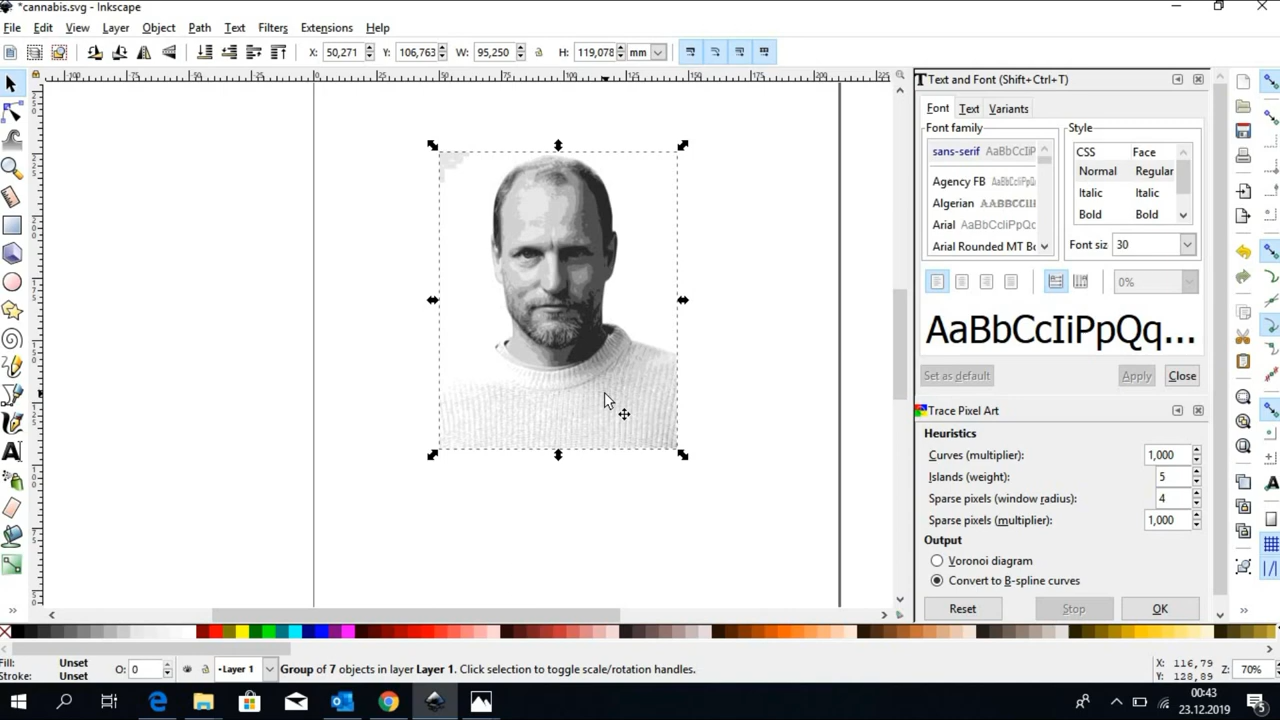 *cannabis.svg - Inkscape
File Edit View Layer Object Path Text Filters Extensions Help
X: 50,271 Y: 106,763 W: 95,250 H: 119,078 mm
Text and Font (Shift+Ctrl+T)
Font Text Variants
Font family Style
sans-serif AaBbCcIiP
CSS Face
Agency FB AaBbCcIiPq
Normal Regular
Algerian AABBCCII
Italic Italic
Arial AaBbCcIiPq
Bold Bold
Arial Rounded MT Bo
Font siz 30
0%
AaBbCcIiPpQq...
Set as default Apply Close
Trace Pixel Art
Heuristics
Curves (multiplier): 1,000
Islands (weight): 5
Sparse pixels (window radius): 4
Sparse pixels (multiplier): 1,000
Output
Voronoi diagram
Convert to B-spline curves
Reset Stop OK
Fill: Unset
Stroke: Unset
O: 0
Layer 1
Group of 7 objects in layer Layer 1. Click selection to toggle scale/rotation handles.
X: 116,79
Y: 128,89
Z: 70%
00:43
23.12.2019
5